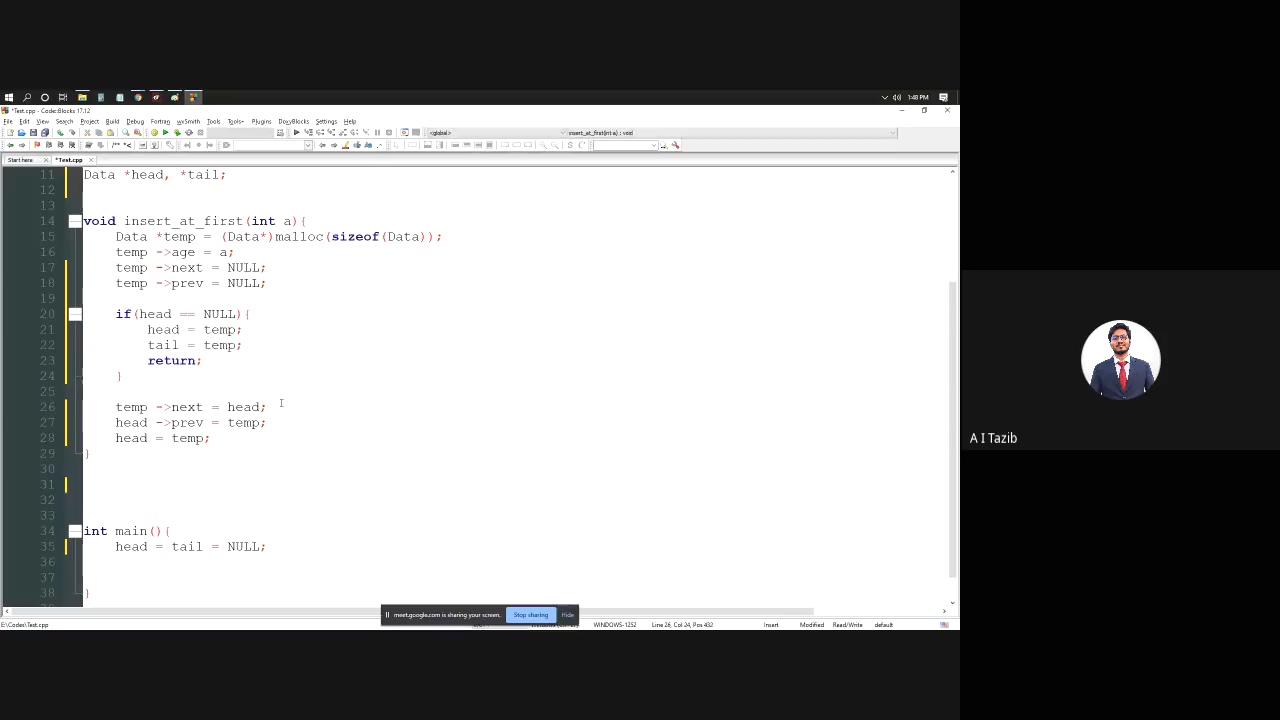 1:48 PM
*Test.cpp - Code::Blocks 17.12
File Edit View Search Project Build Debug Fortran wxSmith Tools Tools+ Plugins DoxyBlocks Settings Help
<global>
insert_at_first(int a) : void
Start here
*Test.cpp
11 Data *head, *tail;
12
13
14 void insert_at_first(int a){
15 Data *temp = (Data*)malloc(sizeof(Data));
16 temp ->age = a;
17 temp ->next = NULL;
18 temp ->prev = NULL;
19
20 if(head == NULL){
21 head = temp;
22 tail = temp;
23 return;
24 }
25
26 temp ->next = head;
27 head ->prev = temp;
28 head = temp;
29 }
30
31
32
33
34 int main(){
35 head = tail = NULL;
36
37
38 }
meet.google.com is sharing your screen.
Stop sharing
Hide
E:\Codes\Test.cpp
WINDOWS-1252
Line 26, Col 24, Pos 432
Insert
Modified
Read/Write
default
A I Tazib